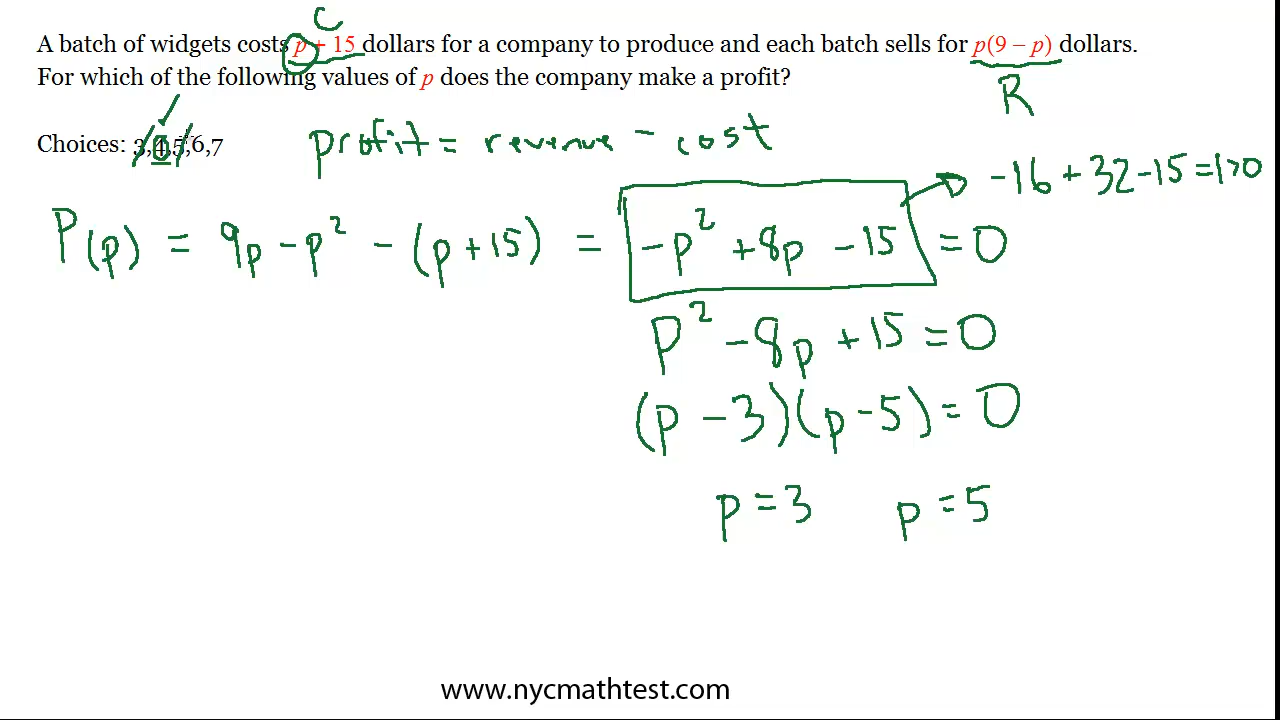 C
A batch of widgets costs p + 15 dollars for a company to produce and each batch sells for p(9 – p) dollars.
For which of the following values of p does the company make a profit?
R
Choices: 3,4,5,6,7
profit = revenue - cost
-16 + 32 - 15 = 1 > 0
P(p) = 9p - p² - (p + 15) = -p² + 8p - 15 = 0
p² - 8p + 15 = 0
(p - 3)(p - 5) = 0
p = 3 p = 5
www.nycmathtest.com